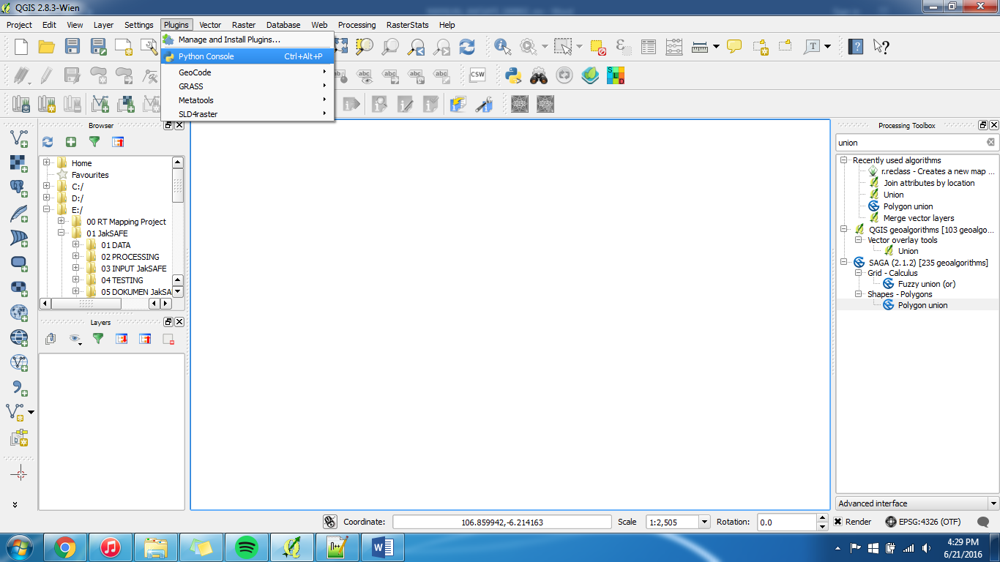 QGIS 2.8.3-Wien
Project Edit View Layer Settings Plugins Vector Raster Database Web Processing RasterStats Help
Manage and Install Plugins...
Python Console Ctrl+Alt+P
GeoCode
GRASS
Metatools
SLD4raster
abc
abc
abc
abc
CSW
T
SLD
Browser
Home
Favourites
C:/
D:/
E:/
00 RT Mapping Project
01 JakSAFE
01 DATA
02 PROCESSING
03 INPUT JakSAFE
04 TESTING
05 DOKUMEN JakSA
Layers
Processing Toolbox
union
Recently used algorithms
r.reclass - Creates a new map ...
Join attributes by location
Union
Polygon union
Merge vector layers
QGIS geoalgorithms [103 geoalgo...
Vector overlay tools
Union
SAGA (2.1.2) [235 geoalgorithms]
Grid - Calculus
Fuzzy union (or)
Shapes - Polygons
Polygon union
Advanced interface
Coordinate: 106.859942,-6.214163 Scale 1:2,505 Rotation: 0.0 Render EPSG:4326 (OTF)
4:29 PM
6/21/2016